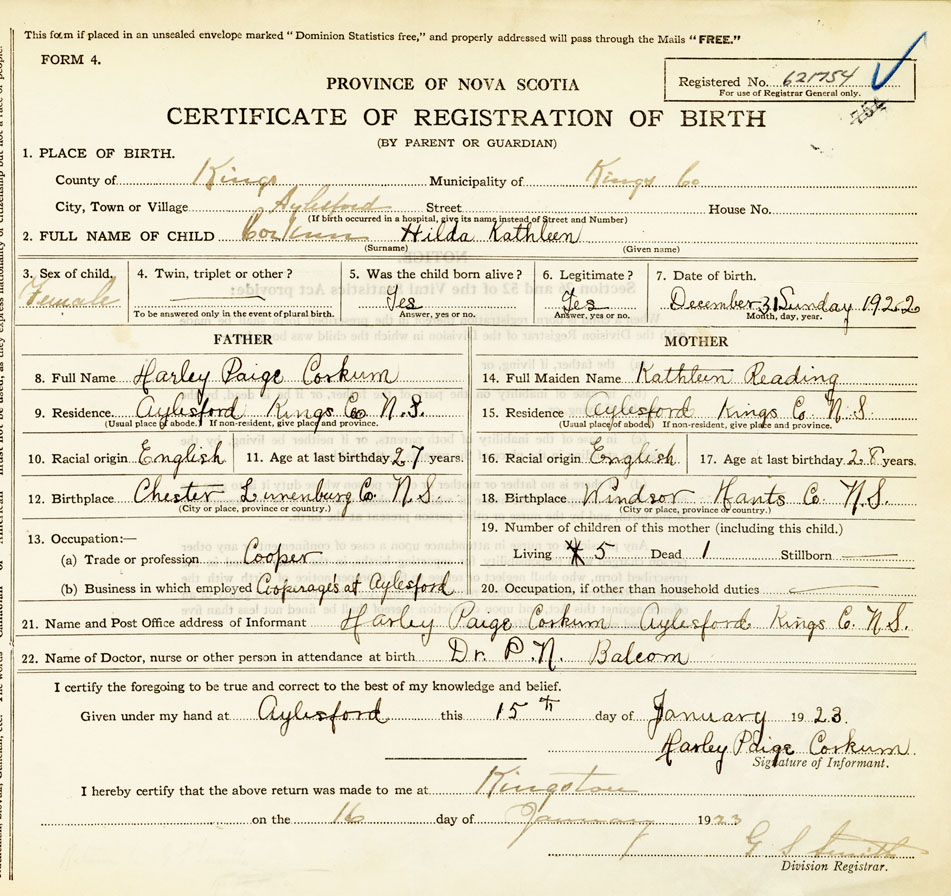 This form if placed in an unsealed envelope marked "Dominion Statistics free," and properly addressed will pass through the Mails "FREE."
FORM 4.
Registered No. 621754
For use of Registrar General only.
754
PROVINCE OF NOVA SCOTIA
CERTIFICATE OF REGISTRATION OF BIRTH
(BY PARENT OR GUARDIAN)
1. PLACE OF BIRTH.
County of Kings Municipality of Kings Co
City, Town or Village Aylesford Street House No.
(If birth occurred in a hospital, give its name instead of Street and Number)
2. FULL NAME OF CHILD Corkum Hilda Kathleen
(Surname) (Given name)
3. Sex of child. 4. Twin, triplet or other? 5. Was the child born alive? 6. Legitimate? 7. Date of birth.
Female Yes Yes December 31 Sunday 1922
To be answered only in the event of plural birth. Answer, yes or no. Answer, yes or no. Month, day, year.
FATHER MOTHER
8. Full Name Harley Paige Corkum 14. Full Maiden Name Kathleen Reading
9. Residence. Aylesford Kings Co N.S. 15. Residence Aylesford Kings Co N.S.
(Usual place of abode.) If non-resident, give place and province. (Usual place of abode) If non-resident, give place and province.
10. Racial origin English 11. Age at last birthday 27 years. 16. Racial origin English 17. Age at last birthday 28 years.
12. Birthplace Chester Lunenburg Co. N.S. 18. Birthplace Windsor Hants Co N.S.
(City or place, province or country.) (City or place, province or country.)
13. Occupation:— 19. Number of children of this mother (including this child.)
(a) Trade or profession Cooper Living 5 Dead 1 Stillborn
(b) Business in which employed Cooperages at Aylesford 20. Occupation, if other than household duties
21. Name and Post Office address of Informant Harley Paige Corkum Aylesford Kings Co. N.S.
22. Name of Doctor, nurse or other person in attendance at birth Dr. P.N. Balcom
I certify the foregoing to be true and correct to the best of my knowledge and belief.
Given under my hand at Aylesford this 15th day of January 1923.
Harley Paige Corkum
Signature of Informant.
I hereby certify that the above return was made to me at Kingston
on the 16 day of January 1923
G S Smith
Division Registrar.